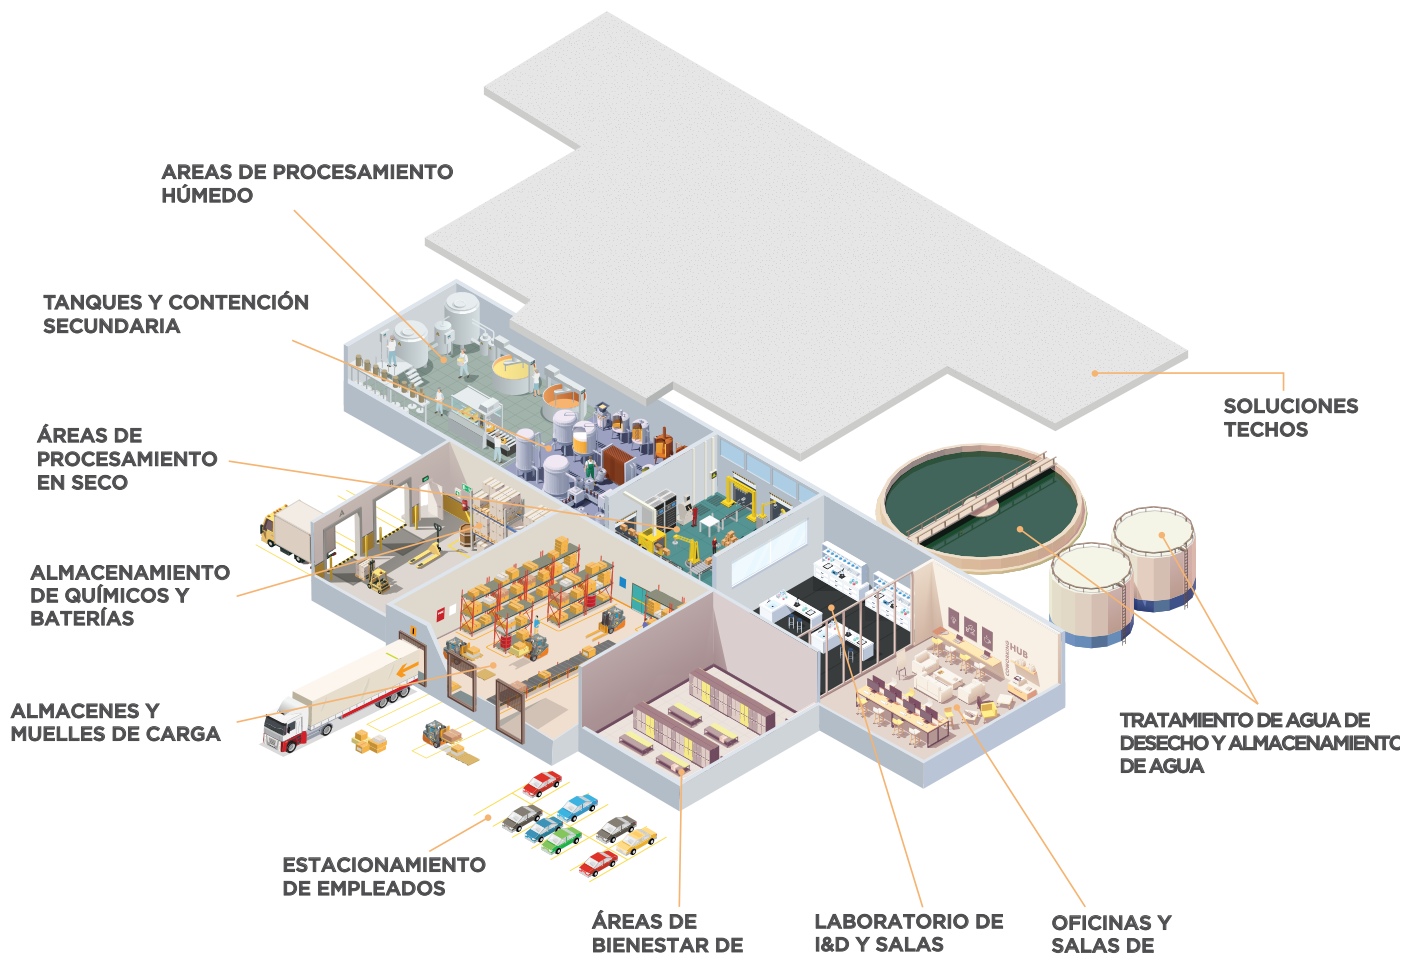 AREAS DE PROCESAMIENTO
HÚMEDO
TANQUES Y CONTENCIÓN
SECUNDARIA
ÁREAS DE
PROCESAMIENTO
EN SECO
ALMACENAMIENTO
DE QUÍMICOS Y
BATERÍAS
ALMACENES Y
MUELLES DE CARGA
ESTACIONAMIENTO
DE EMPLEADOS
ÁREAS DE
BIENESTAR DE
LABORATORIO DE
I&D Y SALAS
OFICINAS Y
SALAS DE
TRATAMIENTO DE AGUA DE
DESECHO Y ALMACENAMIENTO
DE AGUA
SOLUCIONES
TECHOS
HUB